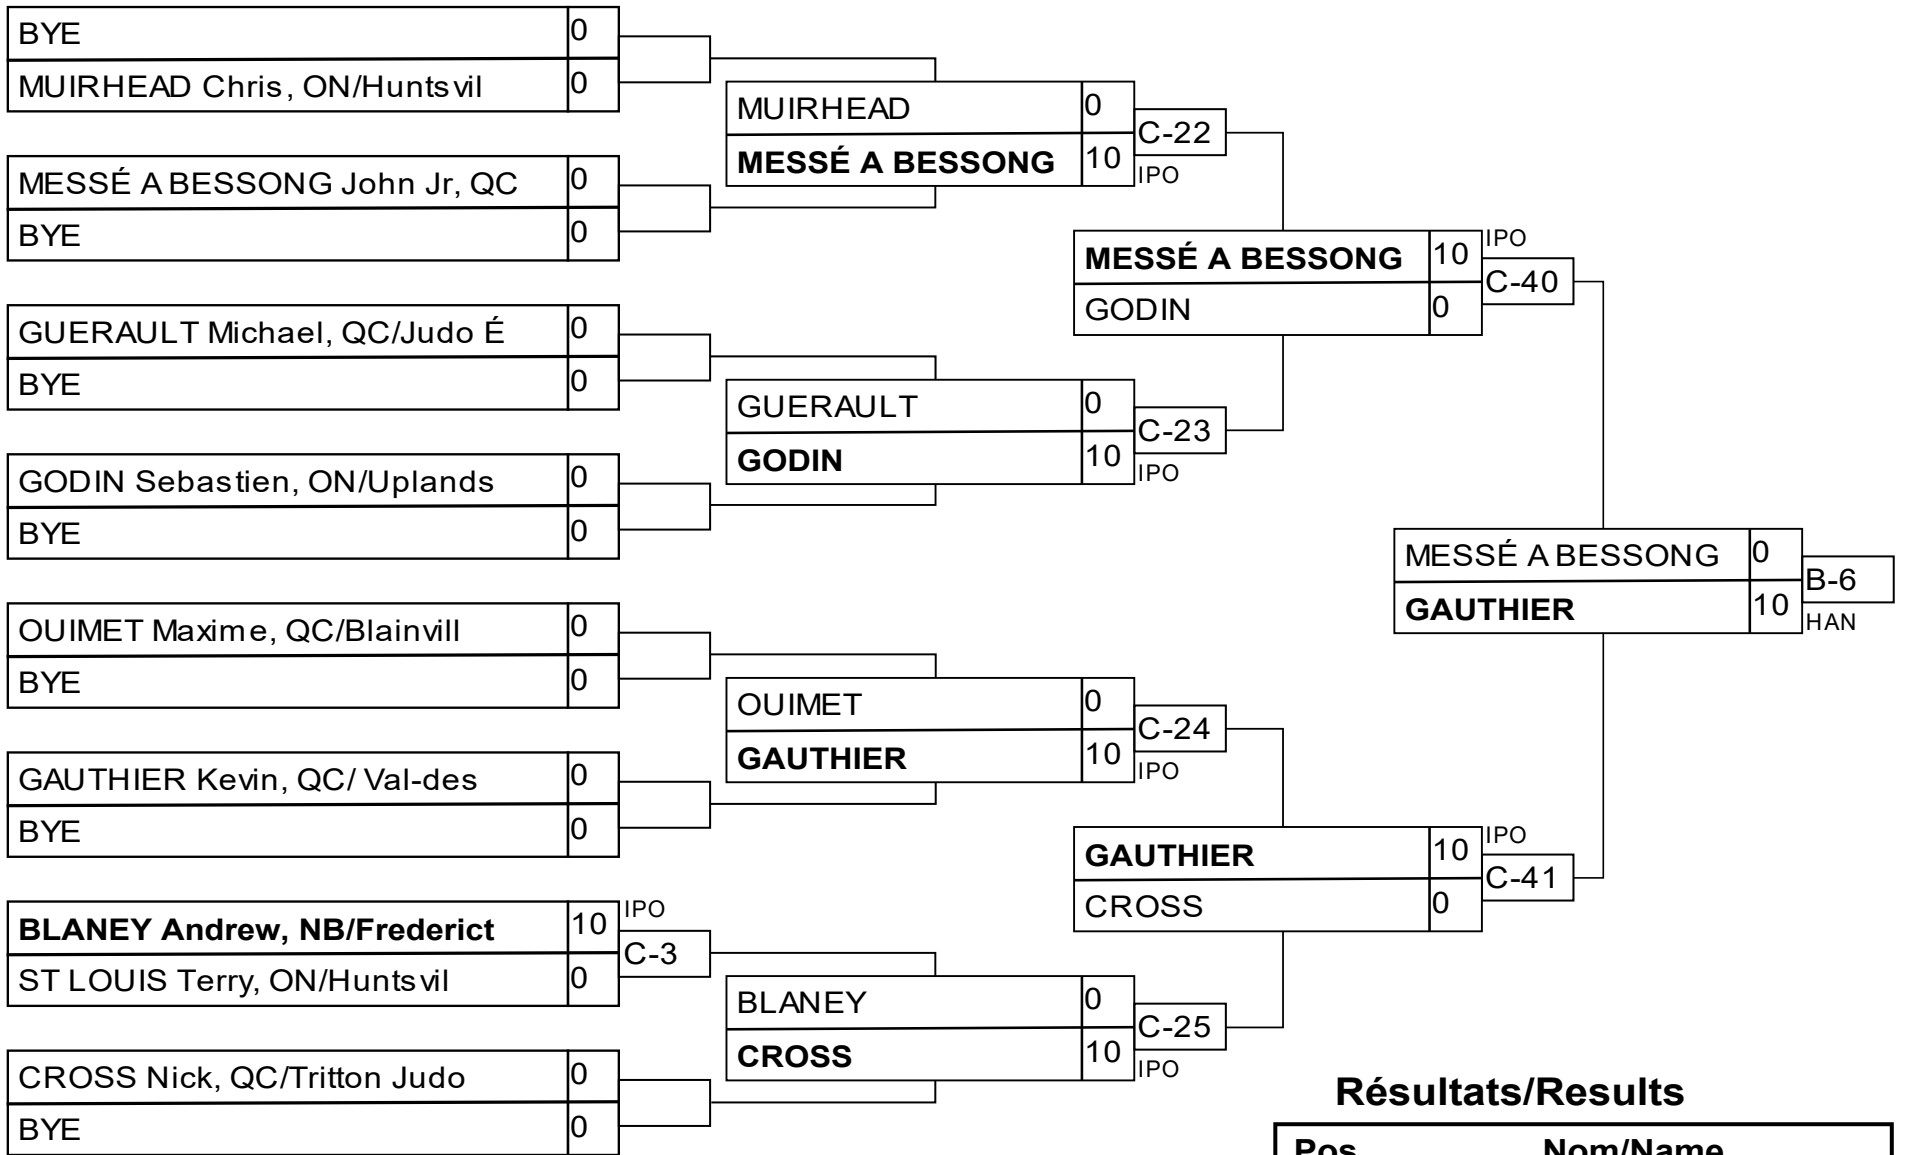 BYE 0
MUIRHEAD Chris, ON/Huntsvil 0
MESSÉ A BESSONG John Jr, QC 0
BYE 0
GUERAULT Michael, QC/Judo É 0
BYE 0
GODIN Sebastien, ON/Uplands 0
BYE 0
OUIMET Maxime, QC/Blainvill 0
BYE 0
GAUTHIER Kevin, QC/ Val-des 0
BYE 0
BLANEY Andrew, NB/Frederict 10 IPO
C-3
ST LOUIS Terry, ON/Huntsvil 0
CROSS Nick, QC/Tritton Judo 0
BYE 0
MUIRHEAD 0
C-22
MESSÉ A BESSONG 10 IPO
GUERAULT 0
C-23
GODIN 10 IPO
OUIMET 0
C-24
GAUTHIER 10 IPO
BLANEY 0
C-25
CROSS 10 IPO
MESSÉ A BESSONG 10 IPO
C-40
GODIN 0
GAUTHIER 10 IPO
C-41
CROSS 0
MESSÉ A BESSONG 0
B-6
GAUTHIER 10 HAN
Résultats/Results
Pos Nom/Name